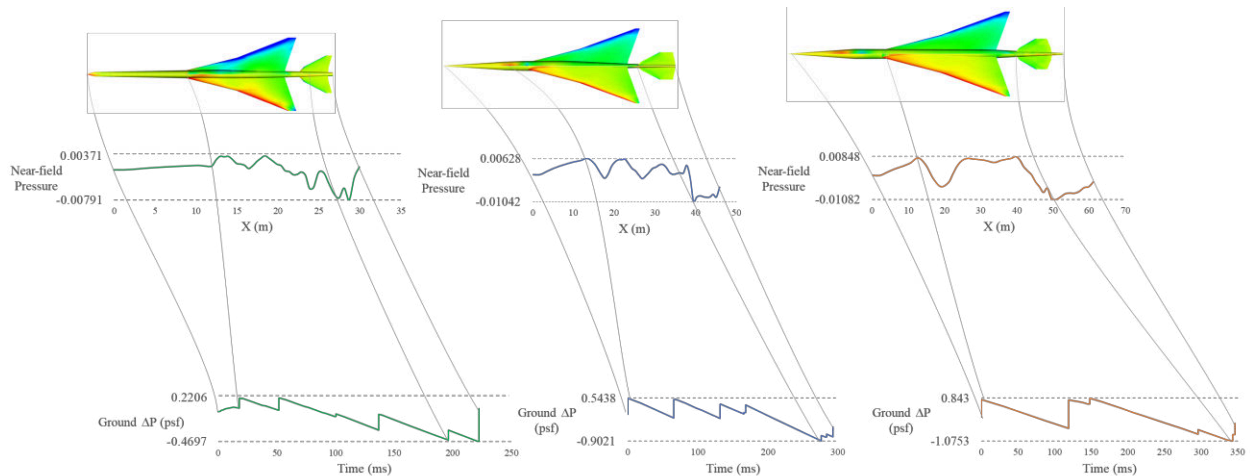 0.00371
Near-field
Pressure
-0.00791
0 5 10 15 20 25 30 35
X (m)
0.00628
Near-field
Pressure
-0.01042
0 10 20 30 40 50
X (m)
0.00848
Near-field
Pressure
-0.01082
0 10 20 30 40 50 60 70
X (m)
0.2206
Ground ΔP (psf)
-0.4697
0 50 100 150 200 250
Time (ms)
0.5438
Ground ΔP
(psf)
-0.9021
0 100 200 300
Time (ms)
0.843
Ground ΔP
(psf)
-1.0753
0 50 100 150 200 250 300 350
Time (ms)